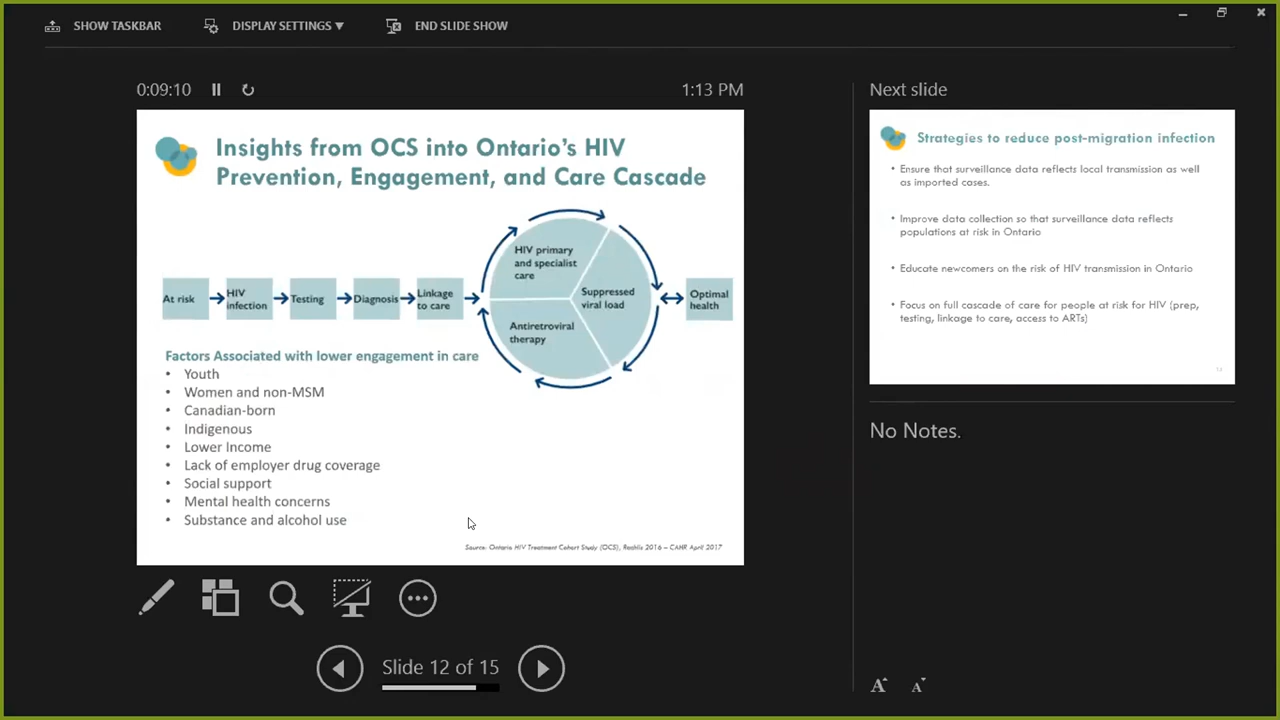 SHOW TASKBAR
DISPLAY SETTINGS ▼
END SLIDE SHOW
0:09:10
1:13 PM
Insights from OCS into Ontario's HIV
Prevention, Engagement, and Care Cascade
At risk
HIV
infection
Testing
Diagnosis
Linkage
to care
HIV primary
and specialist
care
Suppressed
viral load
Antiretroviral
therapy
Optimal
health
Factors Associated with lower engagement in care
• Youth
• Women and non-MSM
• Canadian-born
• Indigenous
• Lower Income
• Lack of employer drug coverage
• Social support
• Mental health concerns
• Substance and alcohol use
Source: Ontario HIV Treatment Cohort Study (OCS), Rachlis 2016 – CAHR April 2017
Slide 12 of 15
Next slide
Strategies to reduce post-migration infection
• Ensure that surveillance data reflects local transmission as well
as imported cases.
• Improve data collection so that surveillance data reflects
populations at risk in Ontario
• Educate newcomers on the risk of HIV transmission in Ontario
• Focus on full cascade of care for people at risk for HIV (prep,
testing, linkage to care, access to ARTs)
No Notes.
A A